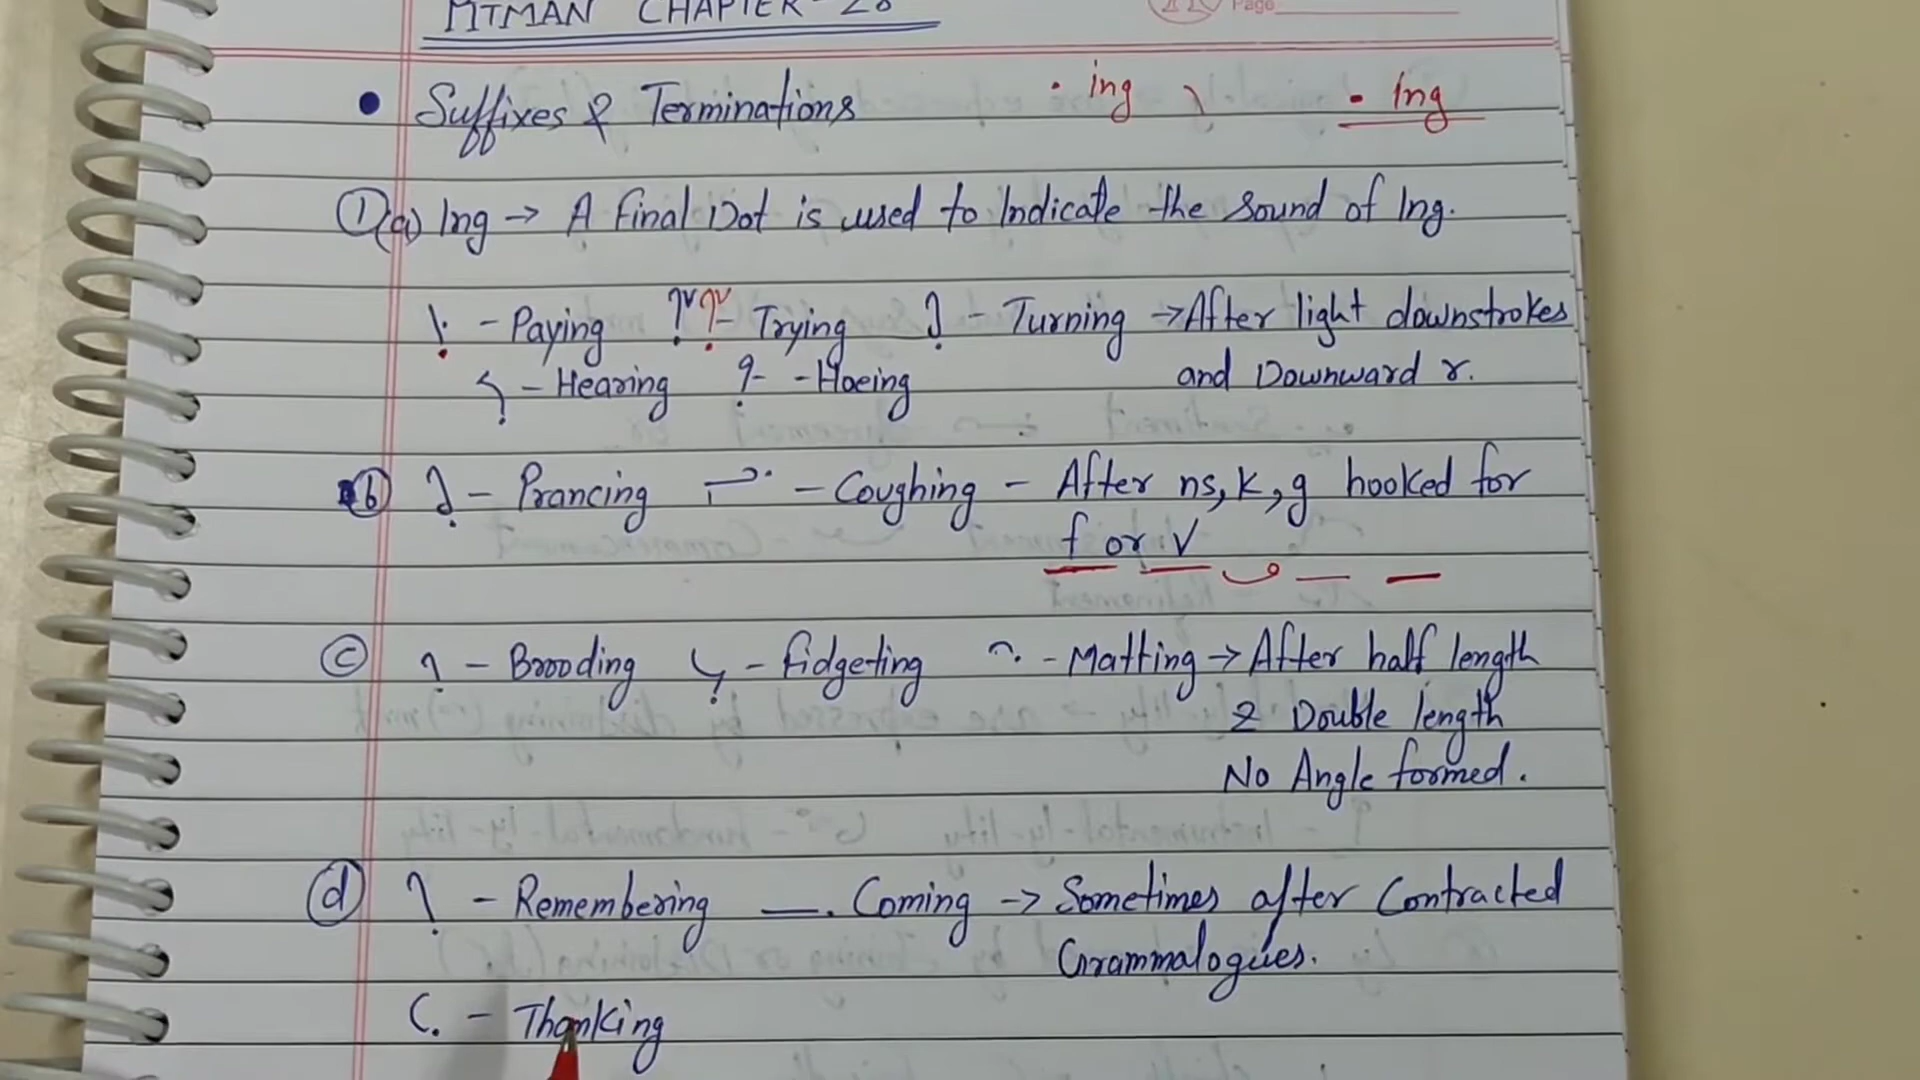 PITMAN CHAPTER - 28
Page
• Suffixes & Terminations · ing · Ing
① (a) Ing → A final Dot is used to Indicate the Sound of Ing.
- Paying - Trying - Turning → After light downstrokes
- Hearing - Hoeing and Downward r.
ⓑ - Prancing - Coughing - After ns, k, g hooked for
f or V
ⓒ - Brooding - fidgeting - Matting → After half length
& Double length
No Angle formed.
ⓓ - Remembering Coming → Sometimes after Contracted
Grammalogues.
- Thanking